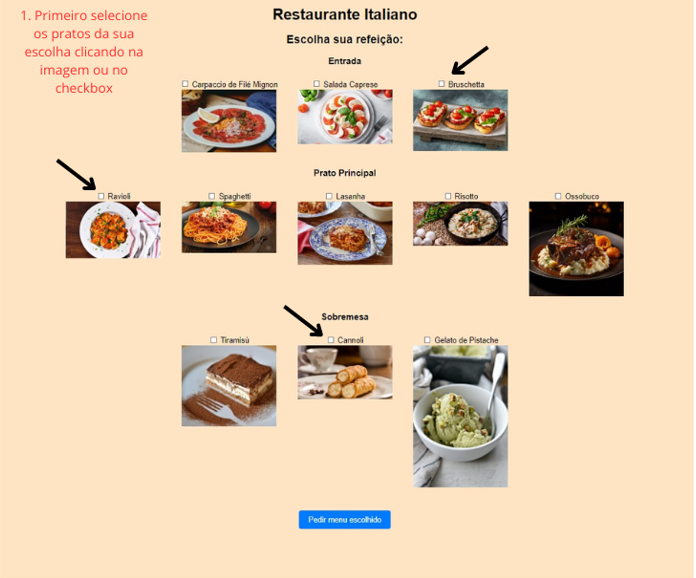 1. Primeiro selecione
os pratos da sua
escolha clicando na
imagem ou no
checkbox
Restaurante Italiano
Escolha sua refeição:
Entrada
Carpaccio de Filé Mignon
Salada Caprese
Bruschetta
Prato Principal
Ravioli
Spaghetti
Lasanha
Risotto
Ossobuco
Sobremesa
Tiramisù
Cannoli
Gelato de Pistache
Pedir menu escolhido